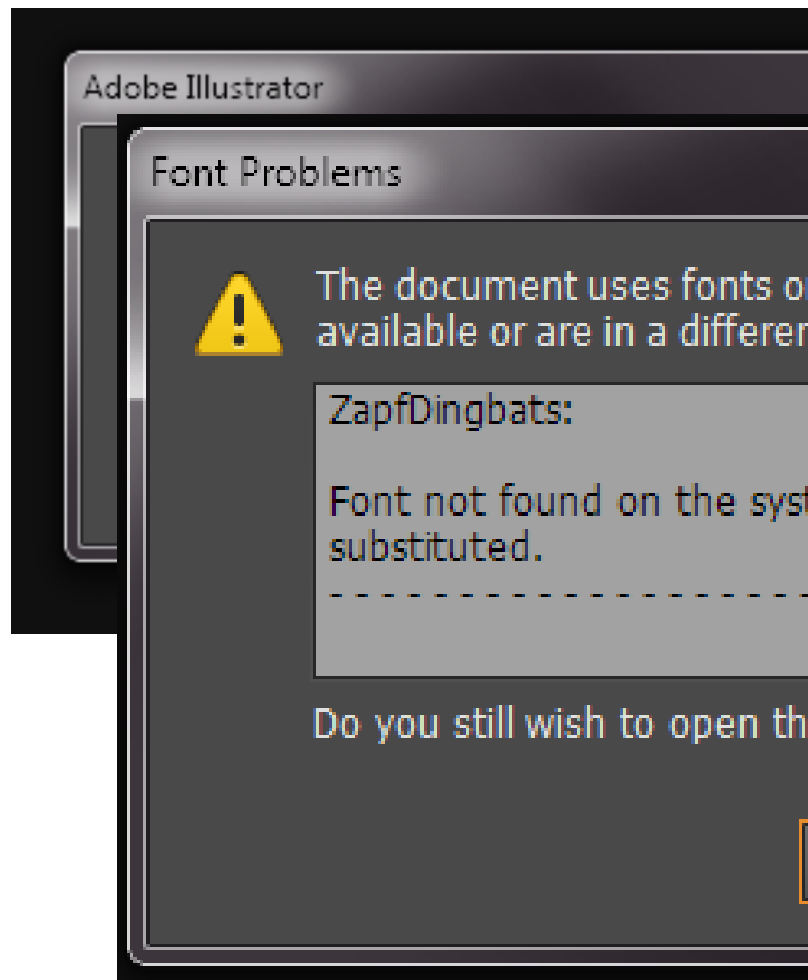 Adobe Illustrator
Font Problems
The document uses fonts o
available or are in a differe
ZapfDingbats:
Font not found on the syst
substituted.
- - - - - - - - - - - - - - - - - - -
Do you still wish to open th